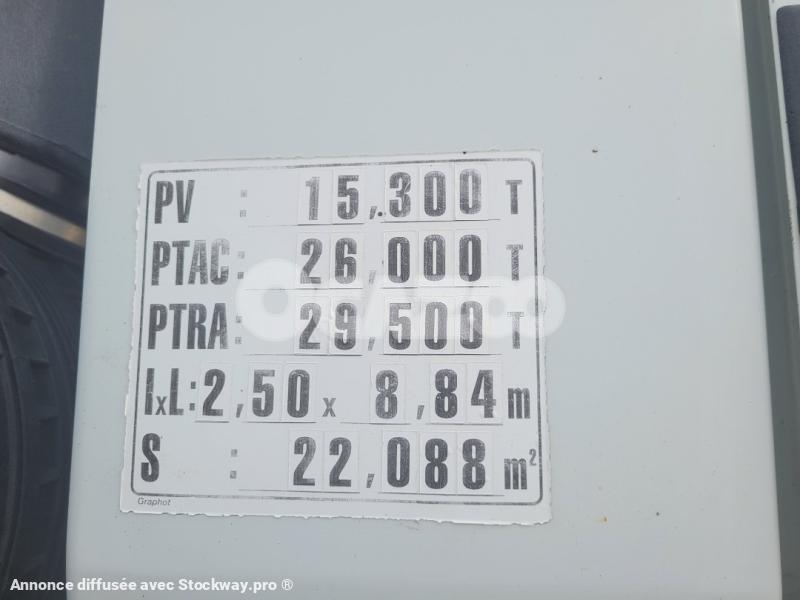 PV : 15,300 T
PTAC : 26,000 T
PTRA : 29,500 T
lxL : 2,50 x 8,84 m
S : 22,088 m²
Graphot
Annonce diffusée avec Stockway.pro ®